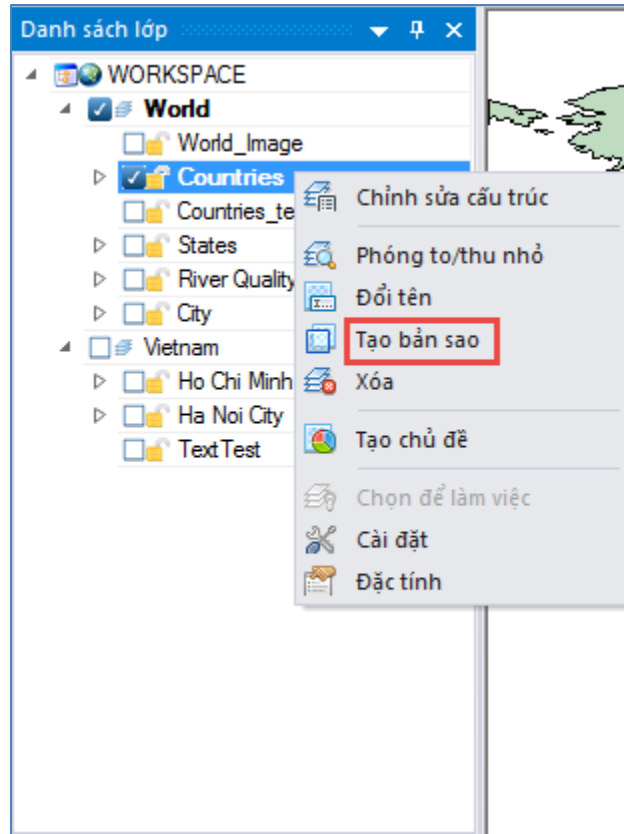 Danh sách lớp
WORKSPACE
World
World_Image
Countries
Countries_te
States
River Quality
City
Vietnam
Ho Chi Minh
Ha Noi City
TextTest
Chỉnh sửa cấu trúc
Phóng to/thu nhỏ
Đổi tên
Tạo bản sao
Xóa
Tạo chủ đề
Chọn để làm việc
Cài đặt
Đặc tính